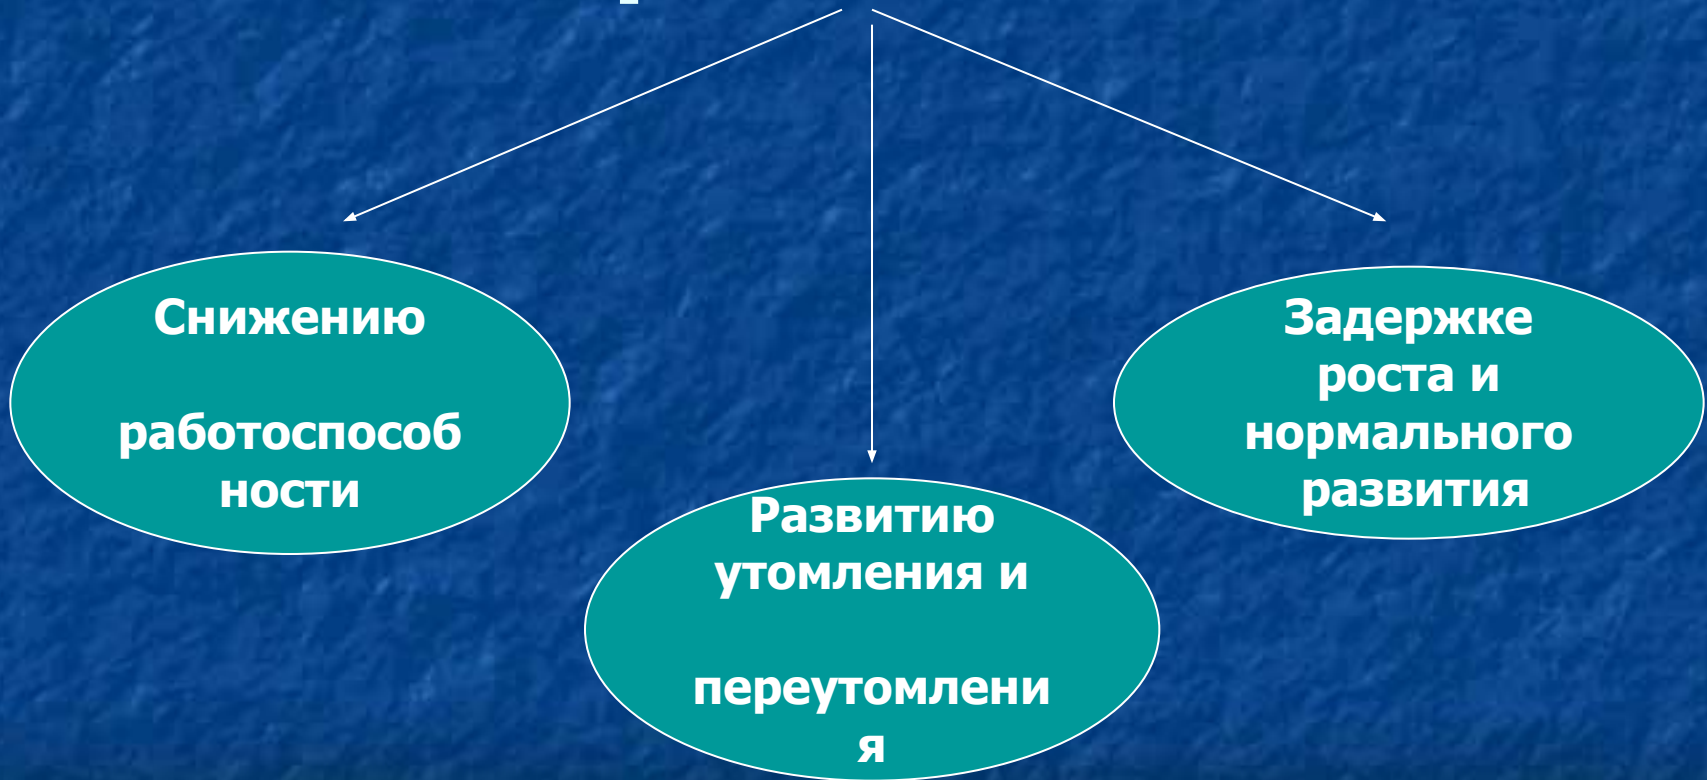 Снижению
работоспособ
ности
Задержке
роста и
нормального
развития
Развитию
утомления и
переутомлени
я